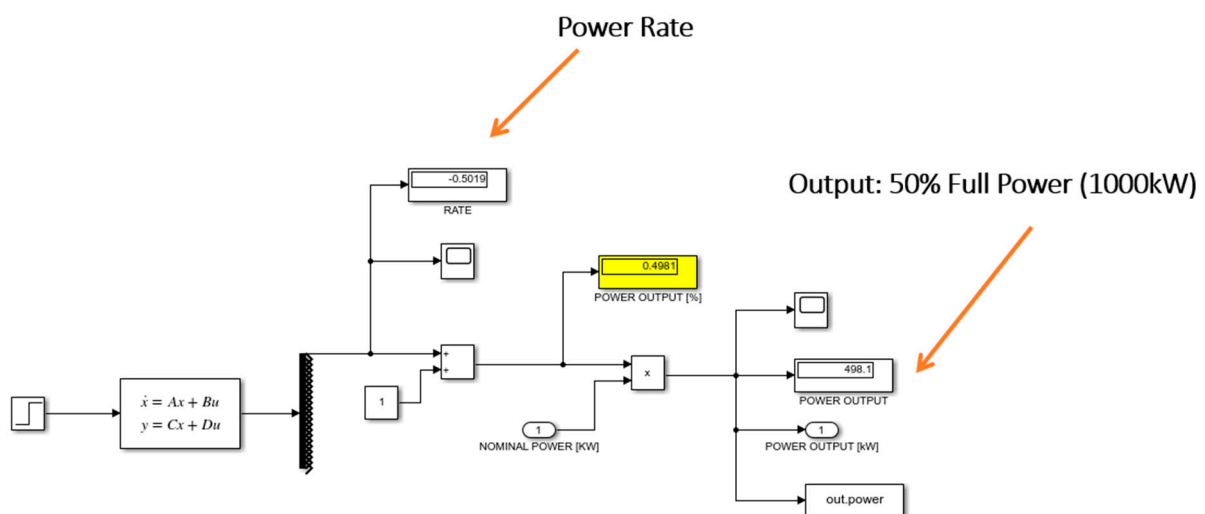 Power Rate
-0.5019
RATE
Output: 50% Full Power (1000kW)
0.4981
POWER OUTPUT [%]
+
+
1
x
498.1
POWER OUTPUT
ẋ = Ax + Bu
y = Cx + Du
1
NOMINAL POWER [KW]
1
POWER OUTPUT [kW]
out.power